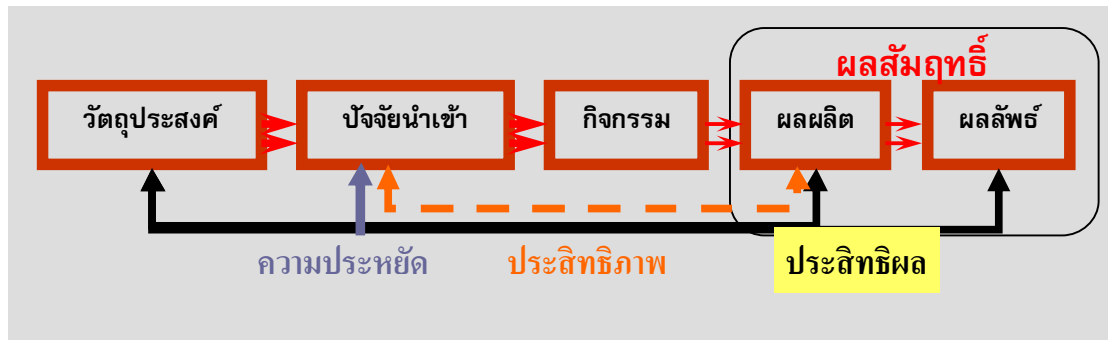 ผลสัมฤทธิ์
วัตถุประสงค์ ปัจจัยนำเข้า กิจกรรม ผลผลิต ผลลัพธ์
ความประหยัด ประสิทธิภาพ ประสิทธิผล